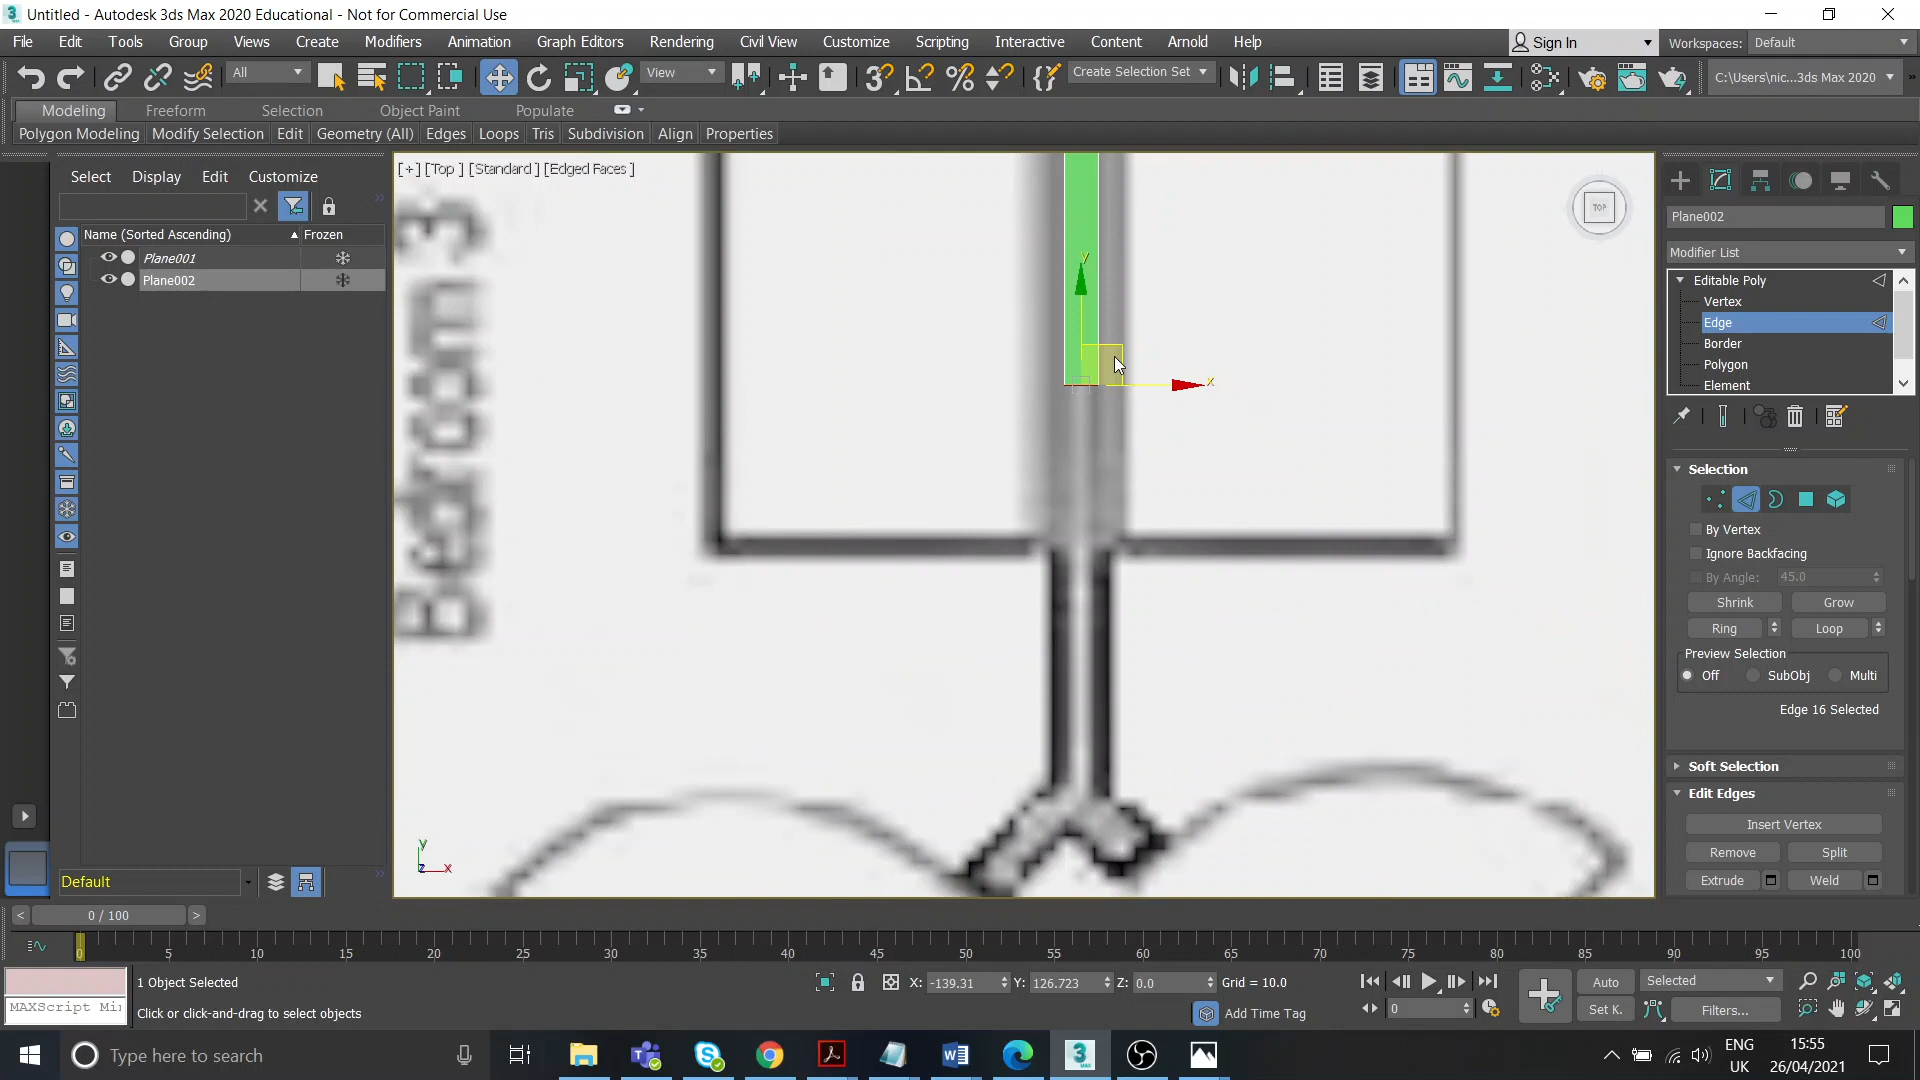 Untitled - Autodesk 3ds Max 2020 Educational - Not for Commercial Use
File Edit Tools Group Views Create Modifiers Animation Graph Editors Rendering Civil View Customize Scripting Interactive Content Arnold Help
Sign In
Workspaces: Default
All
View
Create Selection Set
C:\Users\nic...3ds Max 2020
Modeling Freeform Selection Object Paint Populate
Polygon Modeling Modify Selection Edit Geometry (All) Edges Loops Tris Subdivision Align Properties
Select Display Edit Customize
Name (Sorted Ascending) Frozen
Plane001
Plane002
Default
[+] [Top ] [Standard ] [Edged Faces ]
Bedroom 3
y
x
y
z x
TOP
Plane002
Modifier List
Editable Poly
Vertex
Edge
Border
Polygon
Element
Selection
By Vertex
Ignore Backfacing
By Angle: 45.0
Shrink Grow
Ring Loop
Preview Selection
Off SubObj Multi
Edge 16 Selected
Soft Selection
Edit Edges
Insert Vertex
Remove Split
Extrude Weld
< 0 / 100 >
0 5 10 15 20 25 30 35 40 45 50 55 60 65 70 75 80 85 90 95 100
1 Object Selected
X: -139.31 Y: 126.723 Z: 0.0 Grid = 10.0
Auto Selected
MAXScript Mi
Click or click-and-drag to select objects
Add Time Tag
0
Set K. Filters...
Type here to search
ENG
UK
15:55
26/04/2021